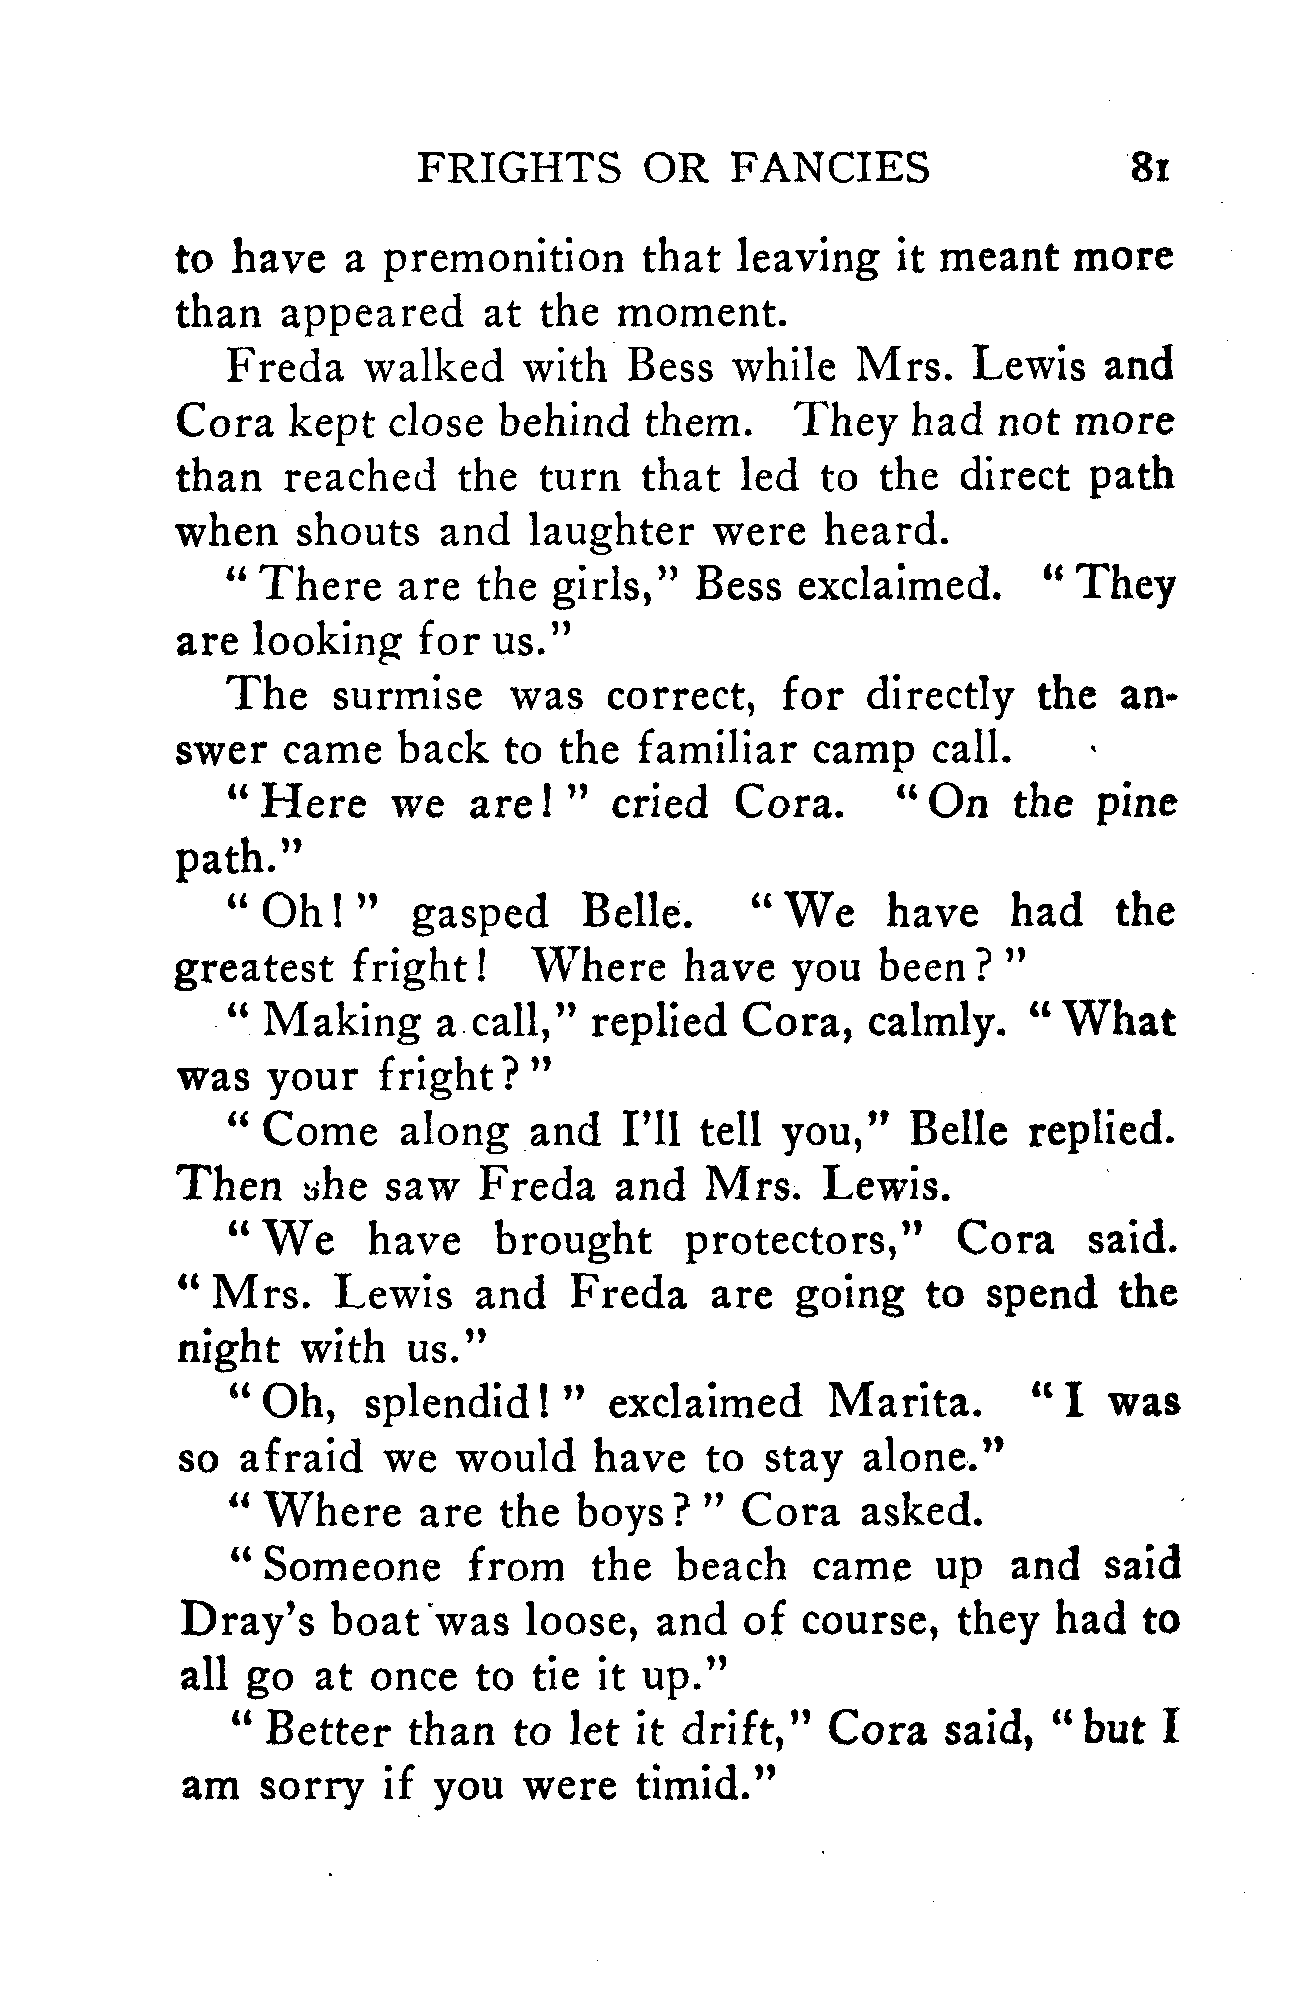 FRIGHTS OR FANCIES 81
to have a premonition that leaving it meant more
than appeared at the moment.
Freda walked with Bess while Mrs. Lewis and
Cora kept close behind them. They had not more
than reached the turn that led to the direct path
when shouts and laughter were heard.
" There are the girls," Bess exclaimed. " They
are looking for us."
The surmise was correct, for directly the an-
swer came back to the familiar camp call.
" Here we are! " cried Cora. " On the pine
path."
" Oh! " gasped Belle. " We have had the
greatest fright! Where have you been? "
" Making a call," replied Cora, calmly. " What
was your fright? "
" Come along and I'll tell you," Belle replied.
Then she saw Freda and Mrs. Lewis.
" We have brought protectors," Cora said.
" Mrs. Lewis and Freda are going to spend the
night with us."
" Oh, splendid! " exclaimed Marita. " I was
so afraid we would have to stay alone."
" Where are the boys? " Cora asked.
" Someone from the beach came up and said
Dray's boat was loose, and of course, they had to
all go at once to tie it up."
" Better than to let it drift," Cora said, " but I
am sorry if you were timid."